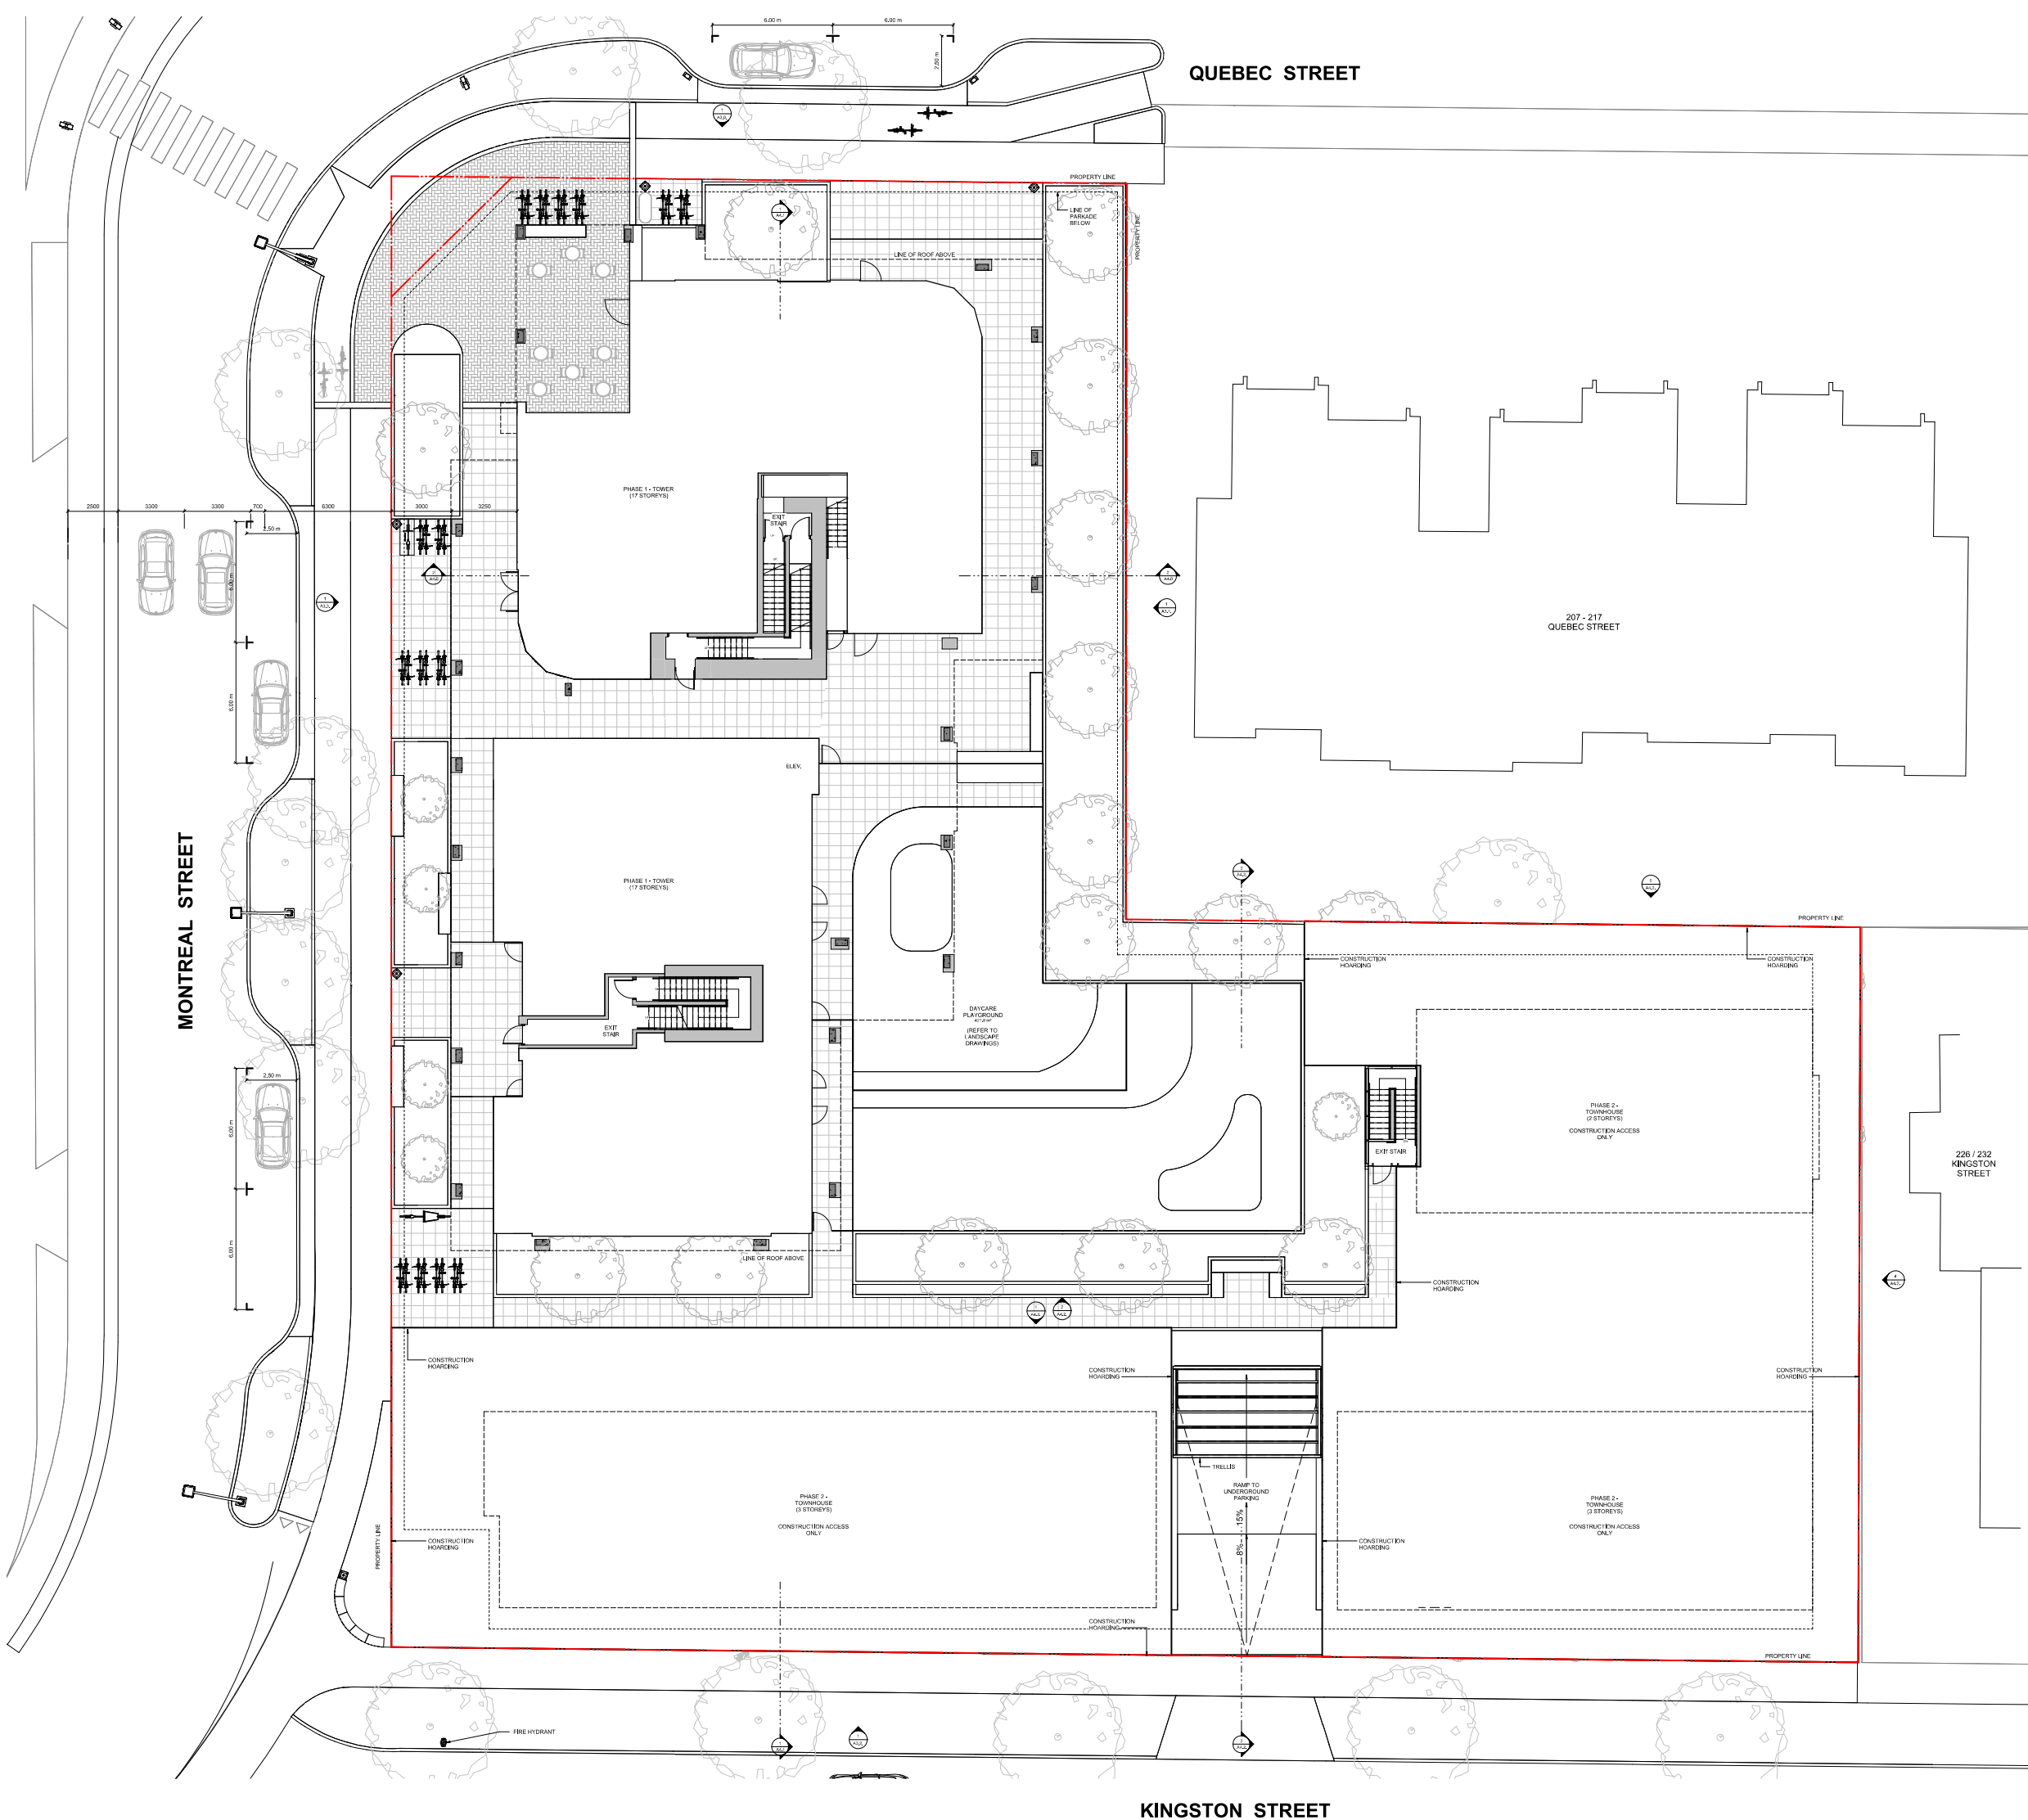 6.00 m
6.00 m
2.50 m
QUEBEC STREET
PROPERTY LINE
LINE OF
PARKADE
BELOW
PROPERTY LINE
LINE OF ROOF ABOVE
PHASE 1 - TOWER
(17 STOREYS)
EXIT
STAIR
2500
3300
3300
700
6300
3000
3250
2.50 m
6.00 m
6.00 m
207 - 217
QUEBEC STREET
ELEV.
MONTREAL STREET
PHASE 1 - TOWER
(17 STOREYS)
PROPERTY LINE
CONSTRUCTION
HOARDING
CONSTRUCTION
HOARDING
DAYCARE
PLAYGROUND
(REFER TO
LANDSCAPE
DRAWINGS)
EXIT
STAIR
2.50 m
6.00 m
6.00 m
PHASE 2 -
TOWNHOUSE
(2 STOREYS)
CONSTRUCTION ACCESS
ONLY
EXIT STAIR
226 / 232
KINGSTON
STREET
LINE OF ROOF ABOVE
CONSTRUCTION
HOARDING
CONSTRUCTION
HOARDING
CONSTRUCTION
HOARDING
CONSTRUCTION
HOARDING
TRELLIS
RAMP TO
UNDERGROUND
PARKING
15%
8%
PHASE 2 -
TOWNHOUSE
(3 STOREYS)
CONSTRUCTION ACCESS
ONLY
PHASE 2 -
TOWNHOUSE
(3 STOREYS)
CONSTRUCTION ACCESS
ONLY
PROPERTY LINE
CONSTRUCTION
HOARDING
CONSTRUCTION
HOARDING
CONSTRUCTION
HOARDING
PROPERTY LINE
FIRE HYDRANT
KINGSTON STREET